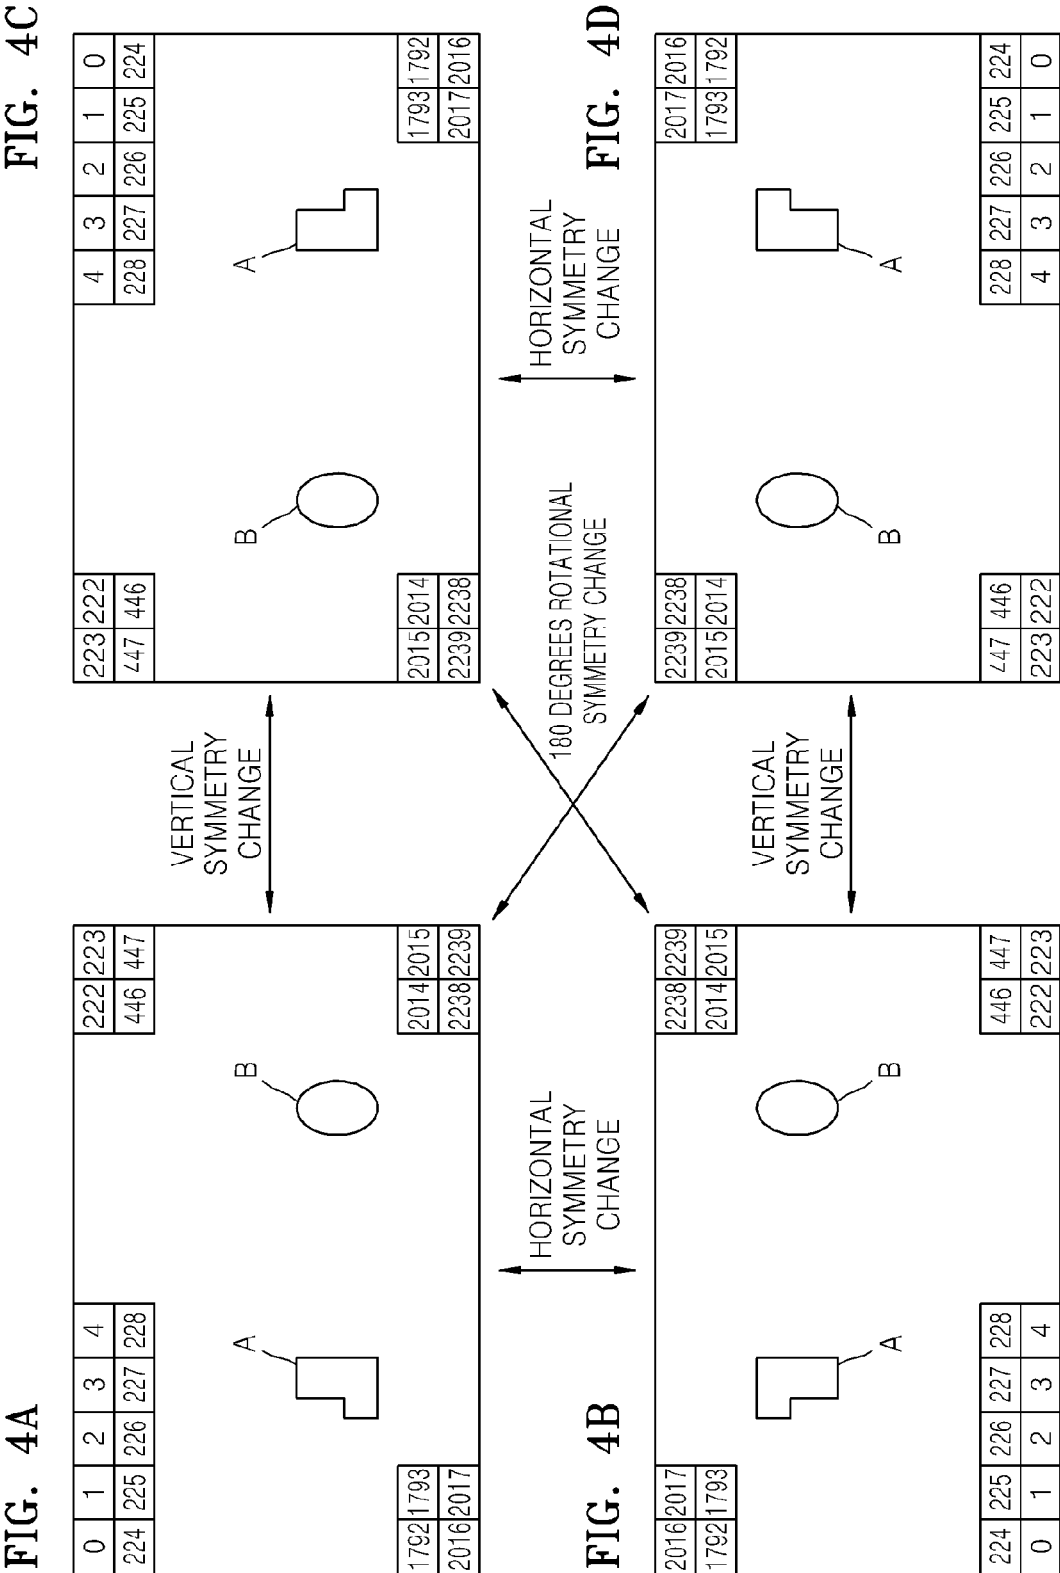 FIG. 4A
0 1 2 3 4 222 223
224 225 226 227 228 446 447
A
B
1792 1793 2014 2015
2016 2017 2238 2239
VERTICAL
SYMMETRY
CHANGE
FIG. 4C
223 222 4 3 2 1 0
447 446 228 227 226 225 224
B
A
2015 2014 1793 1792
2239 2238 2017 2016
HORIZONTAL
SYMMETRY
CHANGE
180 DEGREES ROTATIONAL
SYMMETRY CHANGE
HORIZONTAL
SYMMETRY
CHANGE
FIG. 4B
2016 2017 2238 2239
1792 1793 2014 2015
A
B
224 225 226 227 228 446 447
0 1 2 3 4 222 223
VERTICAL
SYMMETRY
CHANGE
FIG. 4D
2239 2238 2017 2016
2015 2014 1793 1792
B
A
447 446 228 227 226 225 224
223 222 4 3 2 1 0